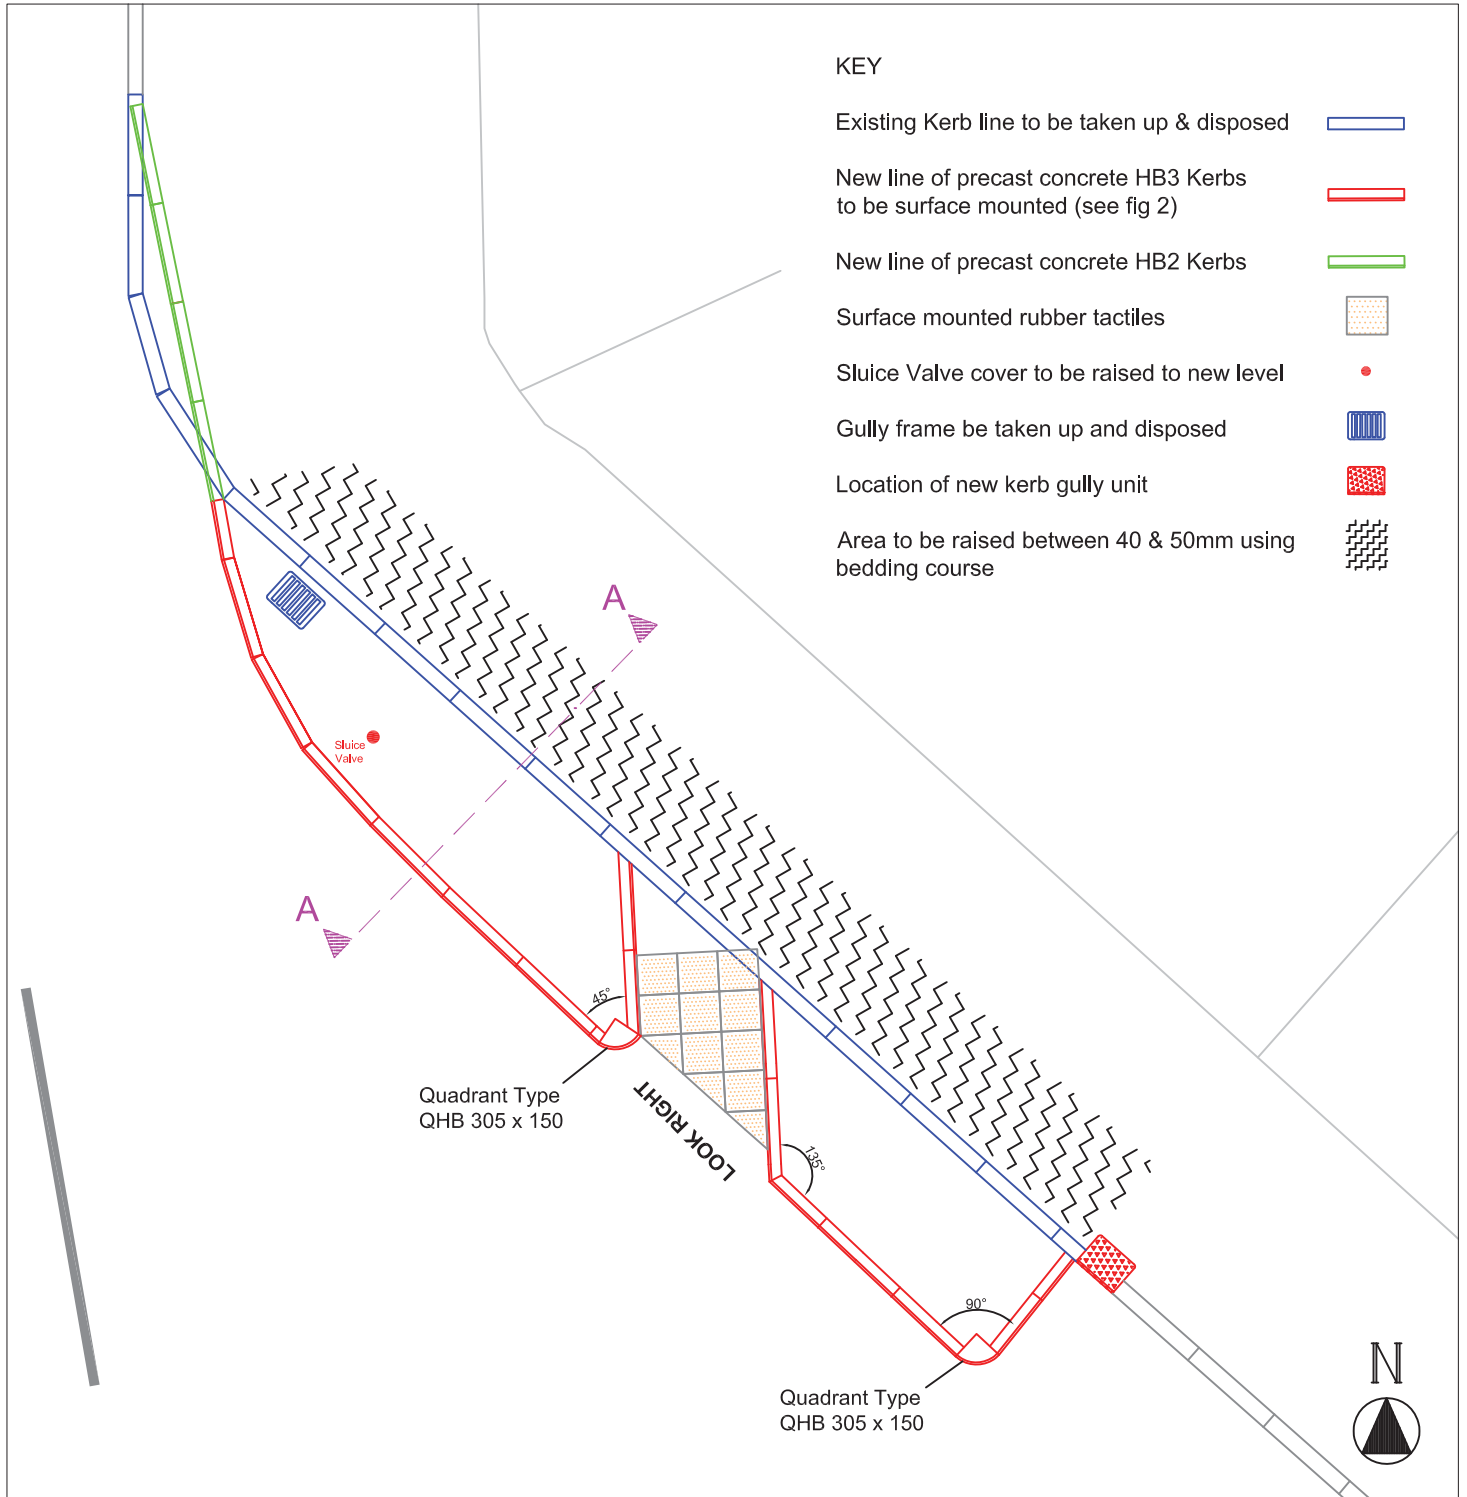 KEY
Existing Kerb line to be taken up & disposed
New line of precast concrete HB3 Kerbs
to be surface mounted (see fig 2)
New line of precast concrete HB2 Kerbs
Surface mounted rubber tactiles
Sluice Valve cover to be raised to new level
Gully frame be taken up and disposed
Location of new kerb gully unit
Area to be raised between 40 & 50mm using
bedding course
A
Sluice
Valve
A
45°
Quadrant Type
QHB 305 x 150
LOOK RIGHT
135°
90°
Quadrant Type
QHB 305 x 150
N